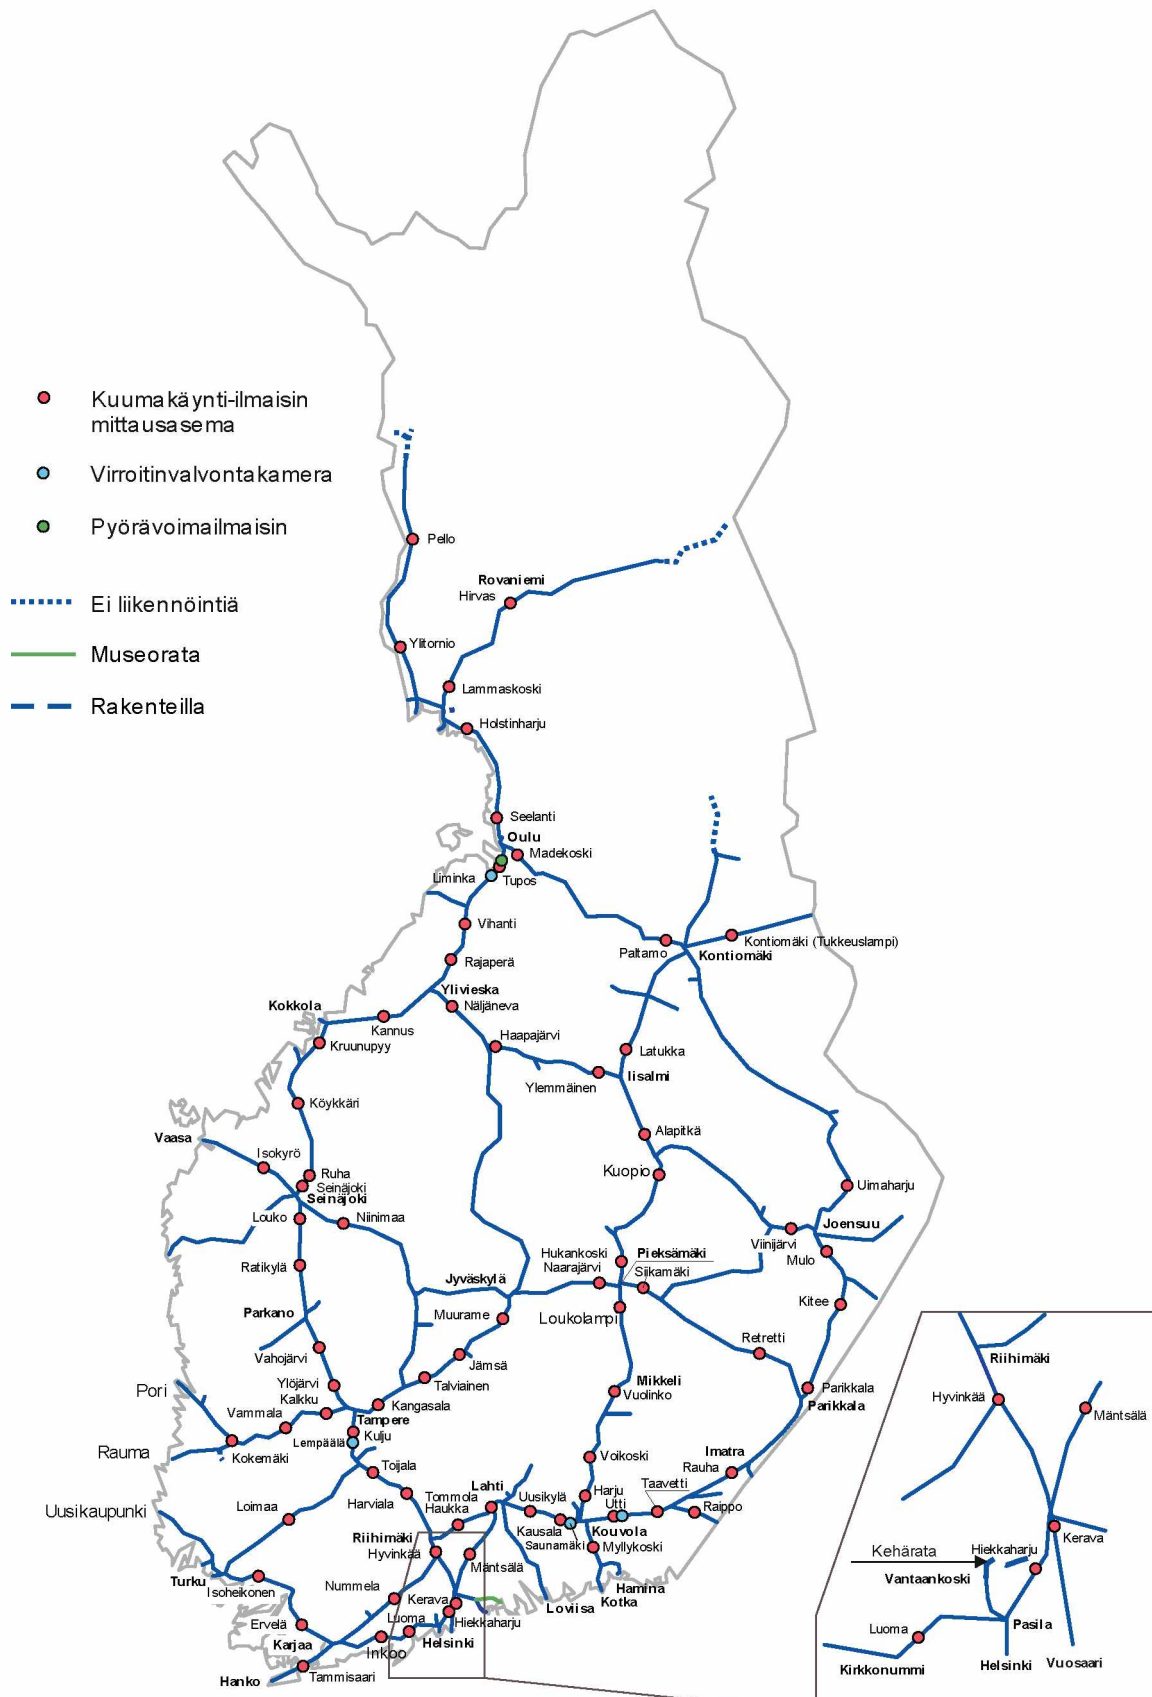 Kuumakäynti-ilmaisin
mittausasema
Virroitinvalvontakamera
Pyörävoimailmaisin
Ei liikennöintiä
Museorata
Rakenteilla
Pello
Rovaniemi
Hirvas
Ylitornio
Lammaskoski
Holstinharju
Seelanti
Oulu
Madekoski
Liminka
Tupos
Vihanti
Paltamo
Kontiomäki (Tukkeuslampi)
Kontiomäki
Rajaperä
Ylivieska
Näljäneva
Kokkola
Kannus
Kruunupyy
Haapajärvi
Latukka
Ylemmäinen
Iisalmi
Köykkäri
Vaasa
Isokyrö
Alapitkä
Kuopio
Ruha
Seinäjoki
Seinäjoki
Uimaharju
Louko
Niinimaa
Viinijärvi
Joensuu
Mulo
Ratikylä
Hukankoski
Naarajärvi
Pieksämäki
Siikamäki
Jyväskylä
Kitee
Parkano
Muurame
Loukolampi
Vahojärvi
Retretti
Jämsä
Ylöjärvi
Talviainen
Mikkeli
Vuolinko
Parikkala
Parikkala
Pori
Kalkku
Kangasala
Vammala
Tampere
Kulju
Lempäälä
Rauma
Kokemäki
Voikoski
Imatra
Rauha
Toijala
Taavetti
Harju
Lahti
Tommola
Haukka
Harviala
Uusikylä
Utti
Raippo
Uusikaupunki
Loimaa
Kausala
Kouvola
Saunamäki
Myllykoski
Riihimäki
Hyvinkää
Mäntsälä
Turku
Isoheikonen
Nummela
Kerava
Hamina
Kotka
Loviisa
Ervelä
Luoma
Hiekkaharju
Karjaa
Inkoo
Helsinki
Hanko
Tammisaari
Riihimäki
Hyvinkää
Mäntsälä
Kerava
Hiekkaharju
Kehärata
Vantaankoski
Luoma
Pasila
Kirkkonummi
Helsinki
Vuosaari